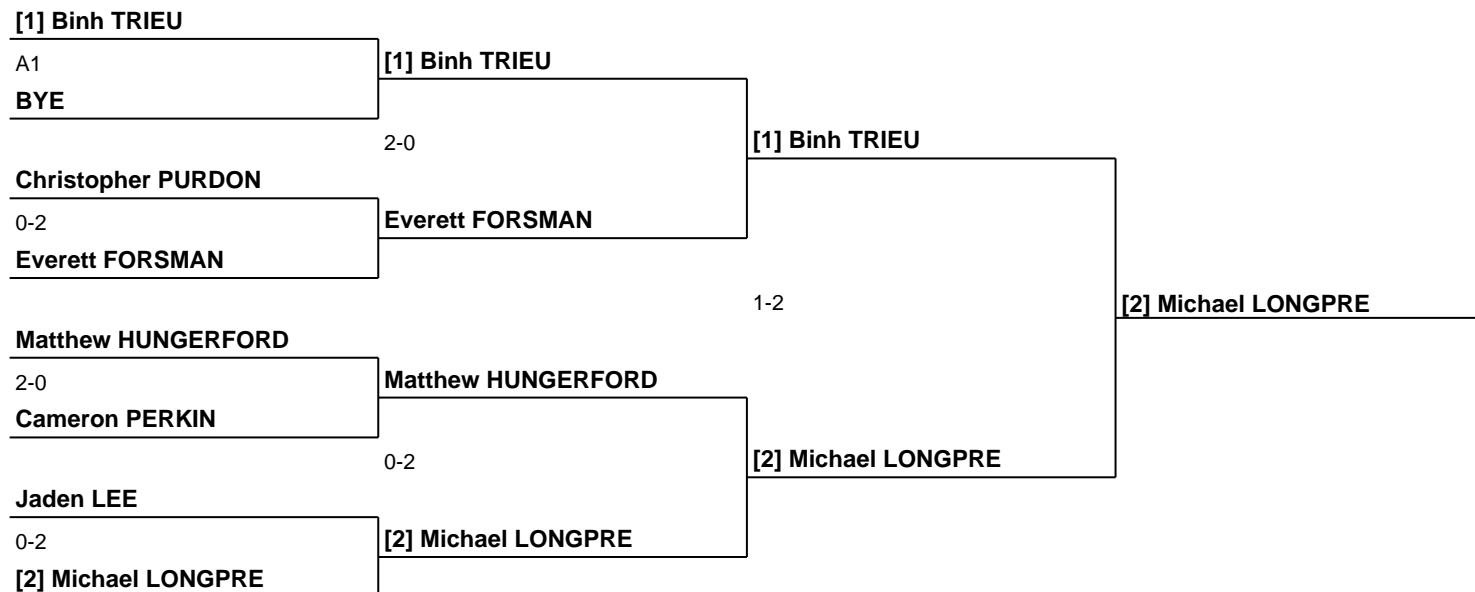 [1] Binh TRIEU
A1
BYE
[1] Binh TRIEU
2-0
[1] Binh TRIEU
Christopher PURDON
0-2
Everett FORSMAN
Everett FORSMAN
1-2
[2] Michael LONGPRE
Matthew HUNGERFORD
2-0
Cameron PERKIN
Matthew HUNGERFORD
0-2
[2] Michael LONGPRE
Jaden LEE
0-2
[2] Michael LONGPRE
[2] Michael LONGPRE